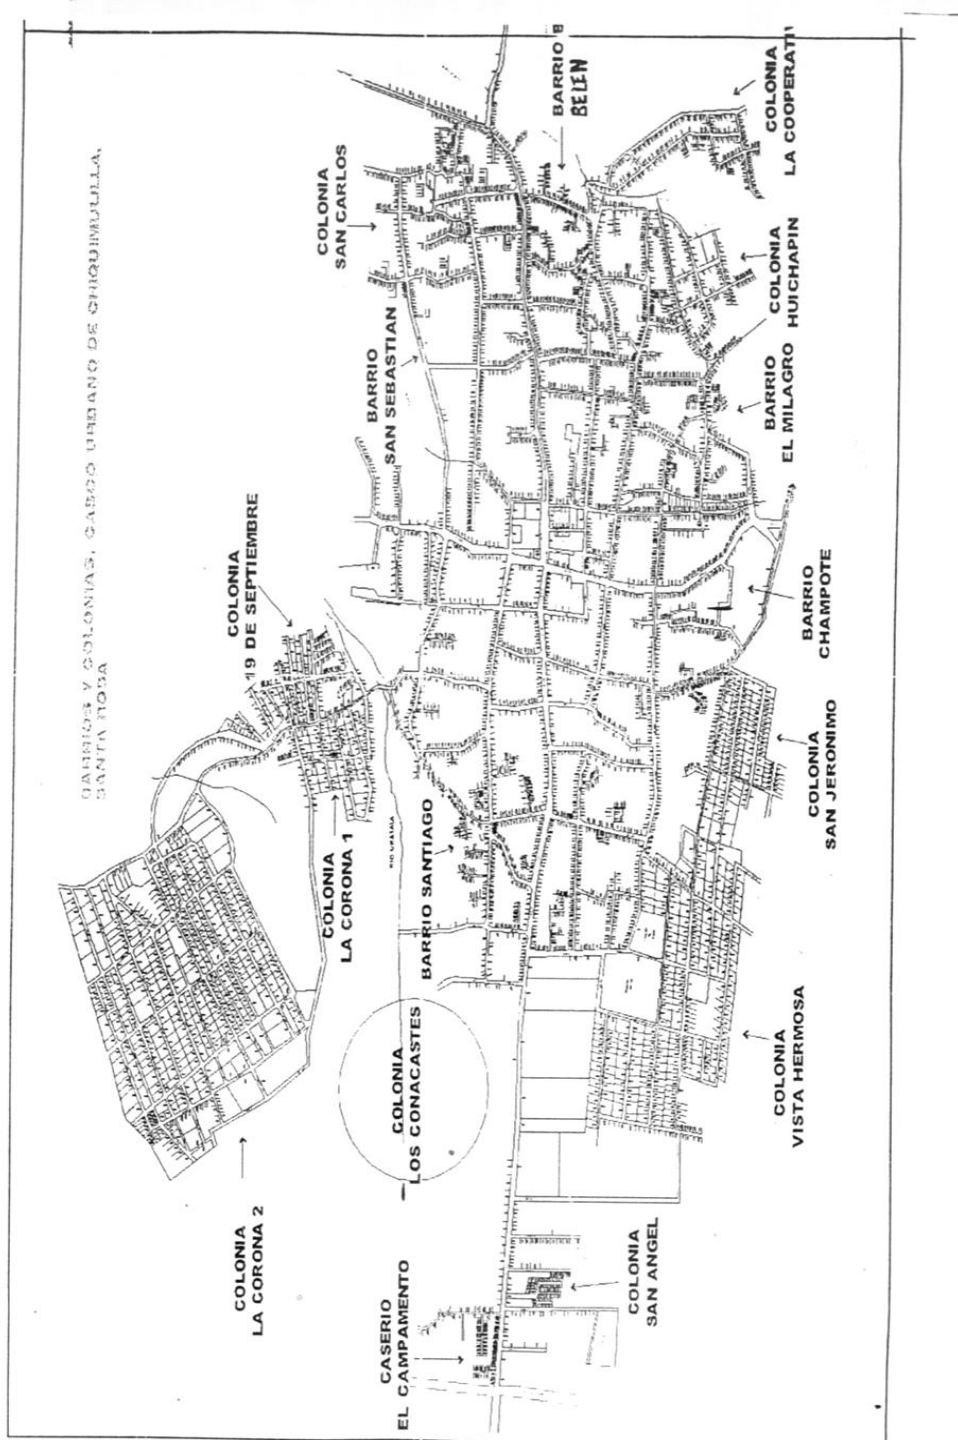 BARRIOS Y COLONIAS, CASCO URBANO DE CHIQUIMULILLA,
SANTA ROSA
COLONIA
LA CORONA 2
COLONIA
LA CORONA 1
COLONIA
19 DE SEPTIEMBRE
COLONIA
SAN CARLOS
BARRIO
SAN SEBASTIAN
BARRIO B
BELEN
COLONIA
LA COOPERATI
COLONIA
HUICHAPIN
BARRIO
EL MILAGRO
BARRIO
CHAMPOTE
COLONIA
SAN JERONIMO
COLONIA
VISTA HERMOSA
BARRIO SANTIAGO
COLONIA
LOS CONACASTES
CASERIO
EL CAMPAMENTO
COLONIA
SAN ANGEL